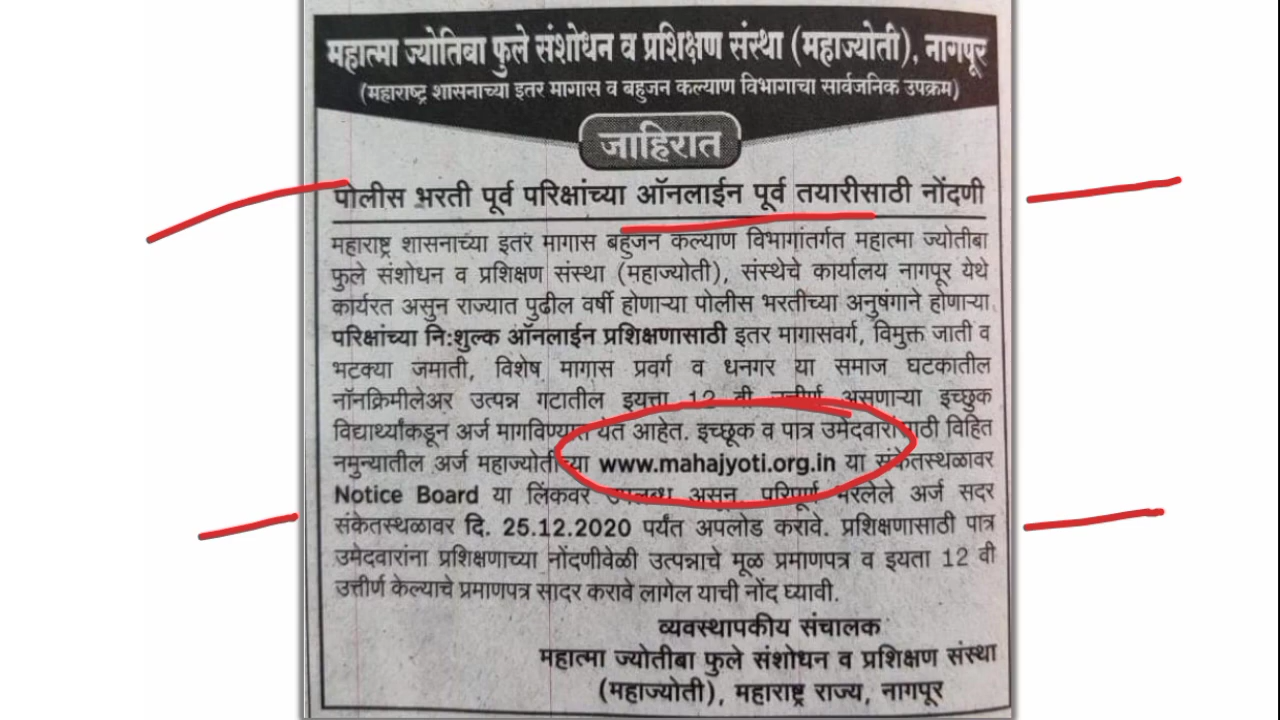 महात्मा ज्योतिबा फुले संशोधन व प्रशिक्षण संस्था (महाज्योती), नागपूर
(महाराष्ट्र शासनाच्या इतर मागास व बहुजन कल्याण विभागाचा सार्वजनिक उपक्रम)
जाहिरात
पोलीस भरती पूर्व परिक्षांच्या ऑनलाईन पूर्व तयारीसाठी नोंदणी
महाराष्ट्र शासनाच्या इतर मागास बहुजन कल्याण विभागांतर्गत महात्मा ज्योतीबा
फुले संशोधन व प्रशिक्षण संस्था (महाज्योती), संस्थेचे कार्यालय नागपूर येथे
कार्यरत असुन राज्यात पुढील वर्षी होणाऱ्या पोलीस भरतीच्या अनुषंगाने होणाऱ्या
परिक्षांच्या नि:शुल्क ऑनलाईन प्रशिक्षणासाठी इतर मागासवर्ग, विमुक्त जाती व
भटक्या जमाती, विशेष मागास प्रवर्ग व धनगर या समाज घटकातील
नॉनक्रिमीलेअर उत्पन्न गटातील इयत्ता 12 वी उत्तीर्ण असणाऱ्या इच्छुक
विद्यार्थ्यांकडून अर्ज मागविण्यात येत आहेत. इच्छूक व पात्र उमेदवारांसाठी विहित
नमुन्यातील अर्ज महाज्योतीच्या www.mahajyoti.org.in या संकेतस्थळावर
Notice Board या लिंकवर उपलब्ध असून, परिपूर्ण भरलेले अर्ज सदर
संकेतस्थळावर दि. 25.12.2020 पर्यंत अपलोड करावे. प्रशिक्षणासाठी पात्र
उमेदवारांना प्रशिक्षणाच्या नोंदणीवेळी उत्पन्नाचे मूळ प्रमाणपत्र व इयता 12 वी
उत्तीर्ण केल्याचे प्रमाणपत्र सादर करावे लागेल याची नोंद घ्यावी.
व्यवस्थापकीय संचालक
महात्मा ज्योतीबा फुले संशोधन व प्रशिक्षण संस्था
(महाज्योती), महाराष्ट्र राज्य, नागपूर